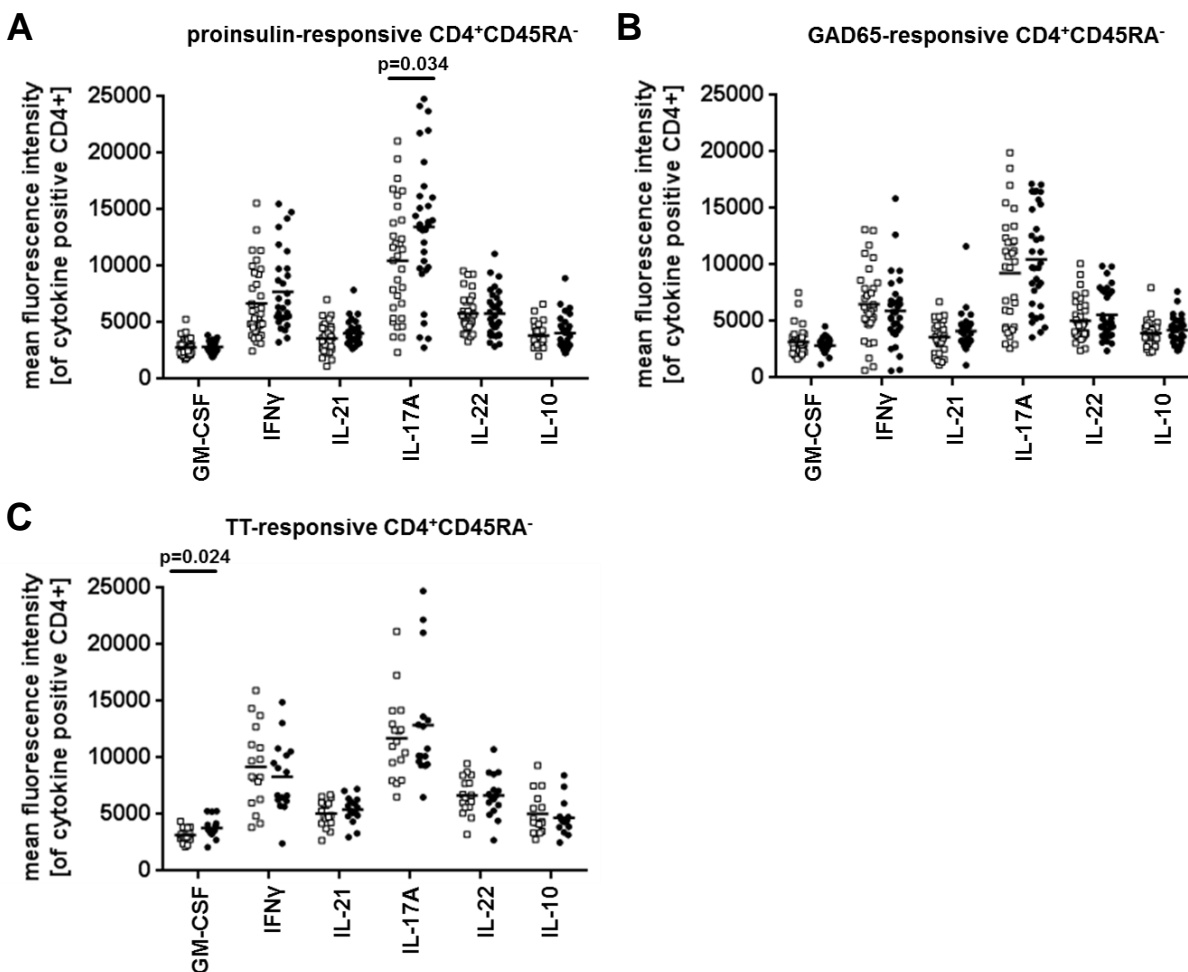 A
proinsulin-responsive CD4⁺CD45RA⁻
p=0.034
mean fluorescence intensity
[of cytokine positive CD4+]
25000
20000
15000
10000
5000
0
GM-CSF
IFNγ
IL-21
IL-17A
IL-22
IL-10
B
GAD65-responsive CD4⁺CD45RA⁻
mean fluorescence intensity
[of cytokine positive CD4+]
25000
20000
15000
10000
5000
0
GM-CSF
IFNγ
IL-21
IL-17A
IL-22
IL-10
C
TT-responsive CD4⁺CD45RA⁻
p=0.024
mean fluorescence intensity
[of cytokine positive CD4+]
25000
20000
15000
10000
5000
0
GM-CSF
IFNγ
IL-21
IL-17A
IL-22
IL-10